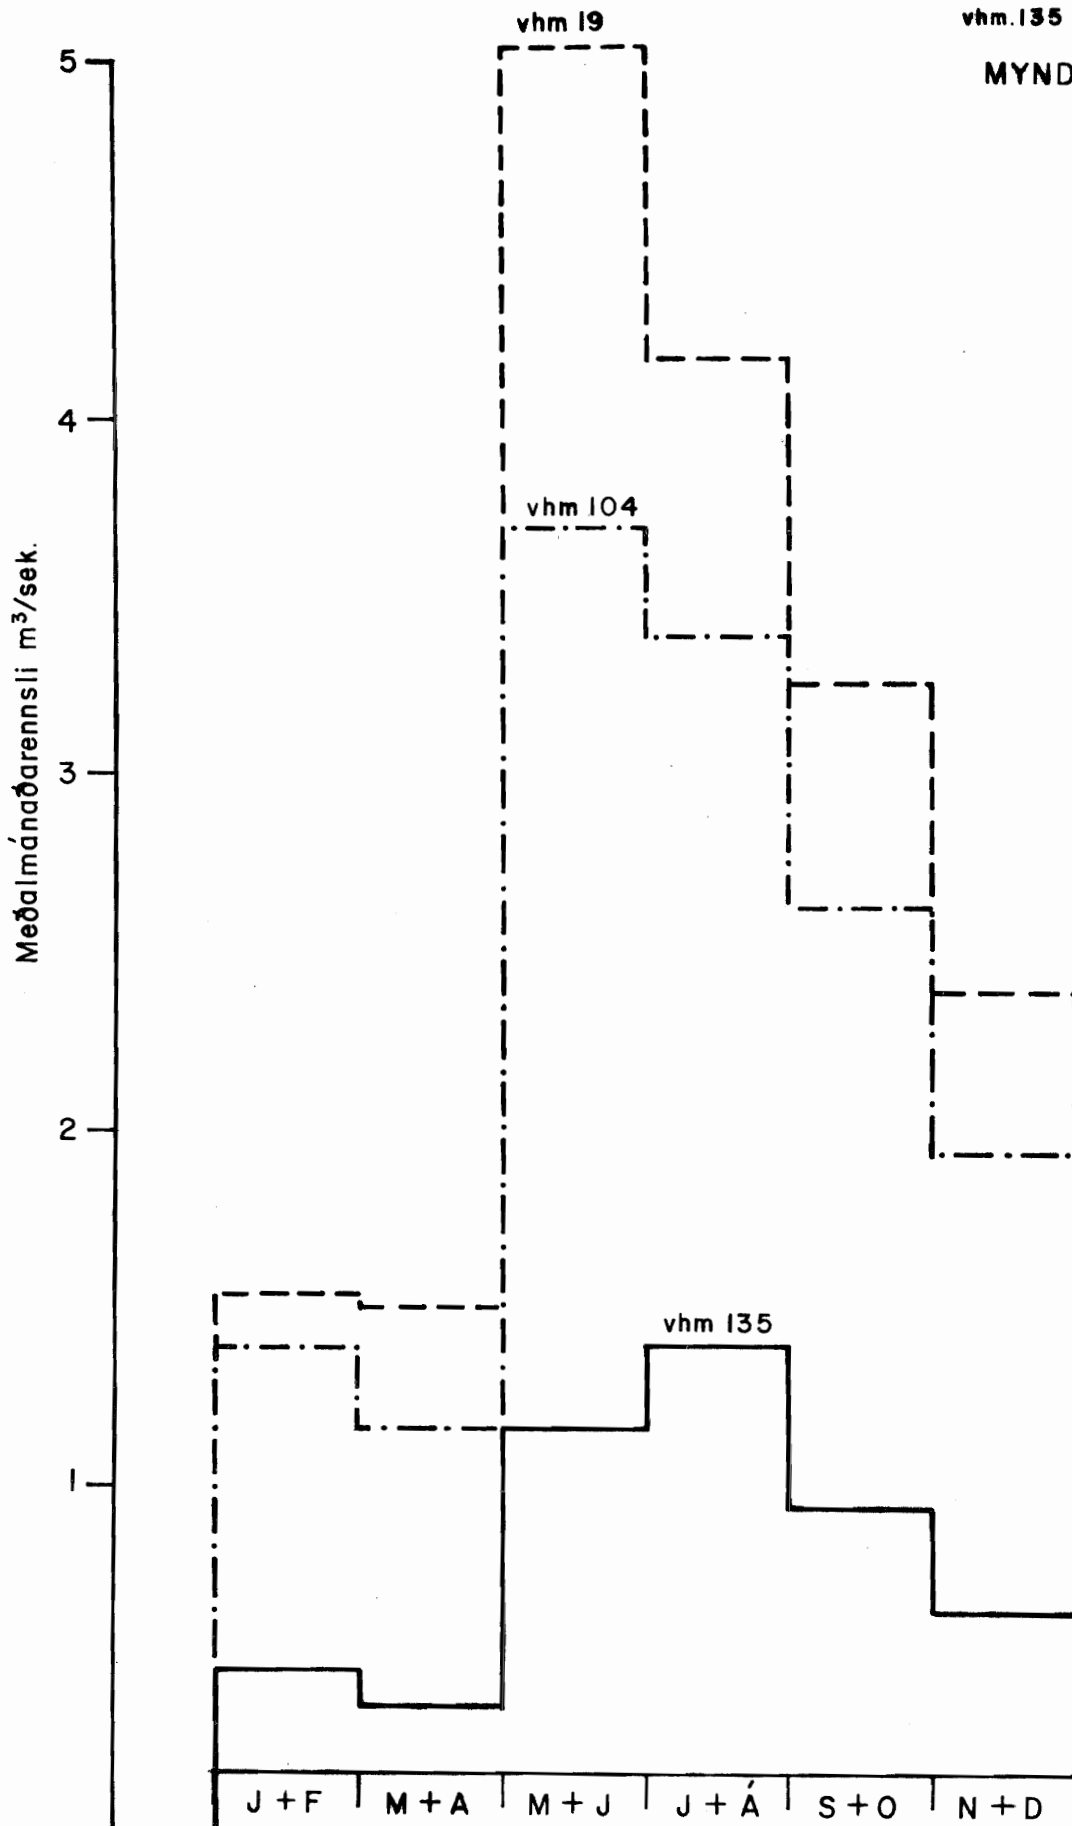 vhm.135
MYND
vhm 19
5
4
vhm 104
Meðalmánaðarennsli m³/sek.
3
2
vhm 135
1
J + F
M + A
M + J
J + Á
S + O
N + D